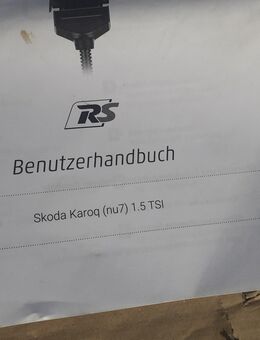 RS
Benutzerhandbuch
Skoda Karoq (nu7) 1.5 TSI